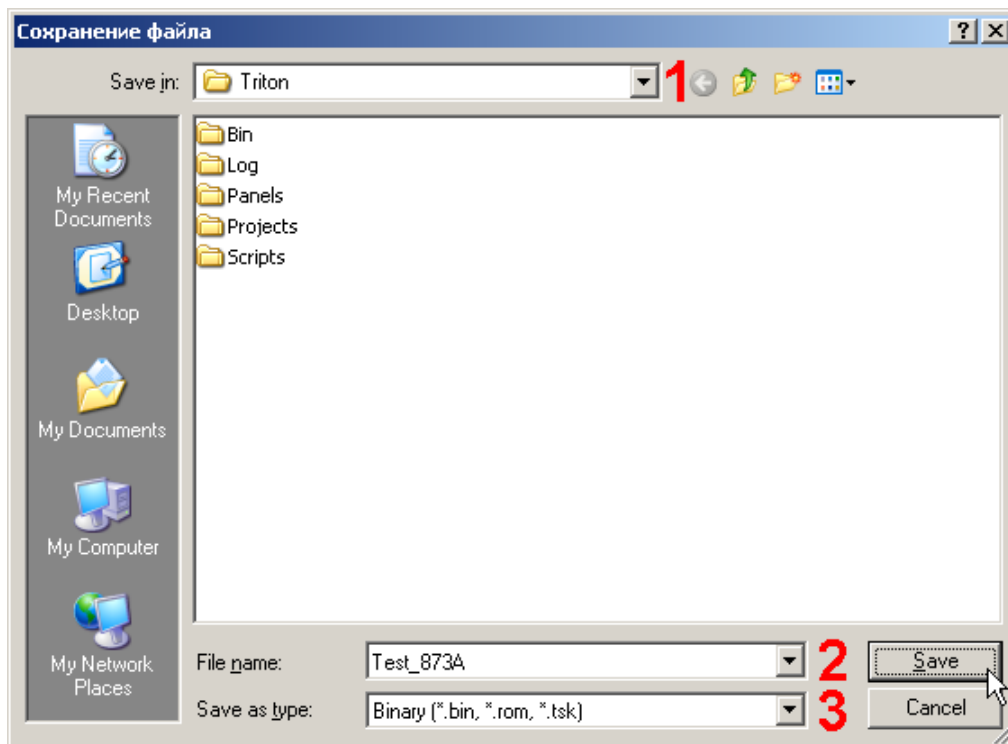 Сохранение файла
Save in:
Triton
1
Bin
Log
Panels
Projects
Scripts
My Recent
Documents
Desktop
My Documents
My Computer
My Network
Places
File name:
Test_873A
2
Save
Save as type:
Binary (*.bin, *.rom, *.tsk)
3
Cancel